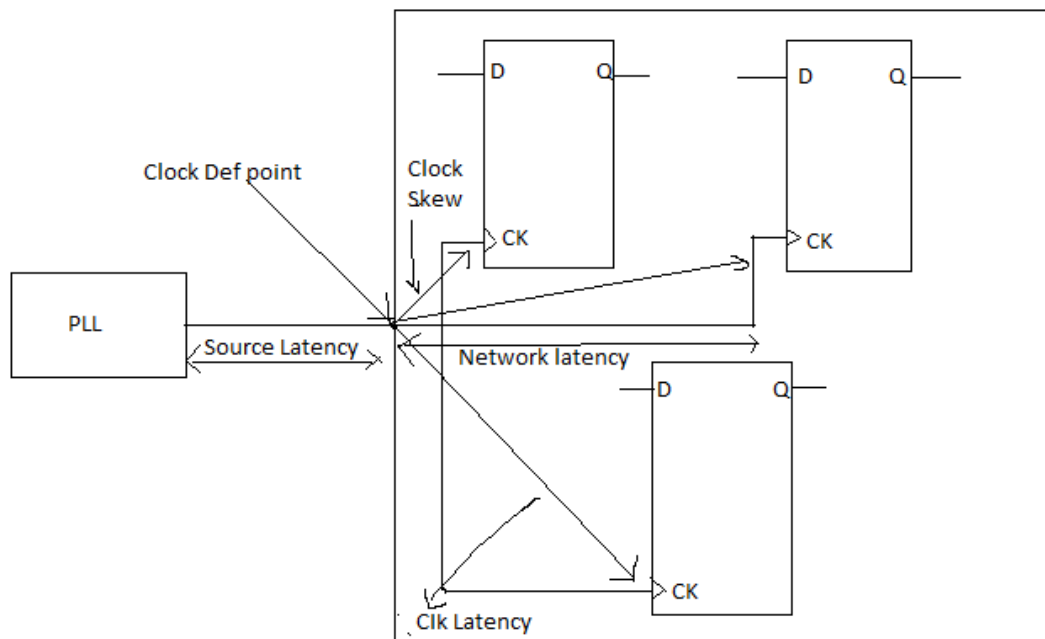 D
Q
D
Q
Clock Def point
Clock
Skew
CK
CK
PLL
Source Latency
Network latency
D
Q
CK
Clk Latency